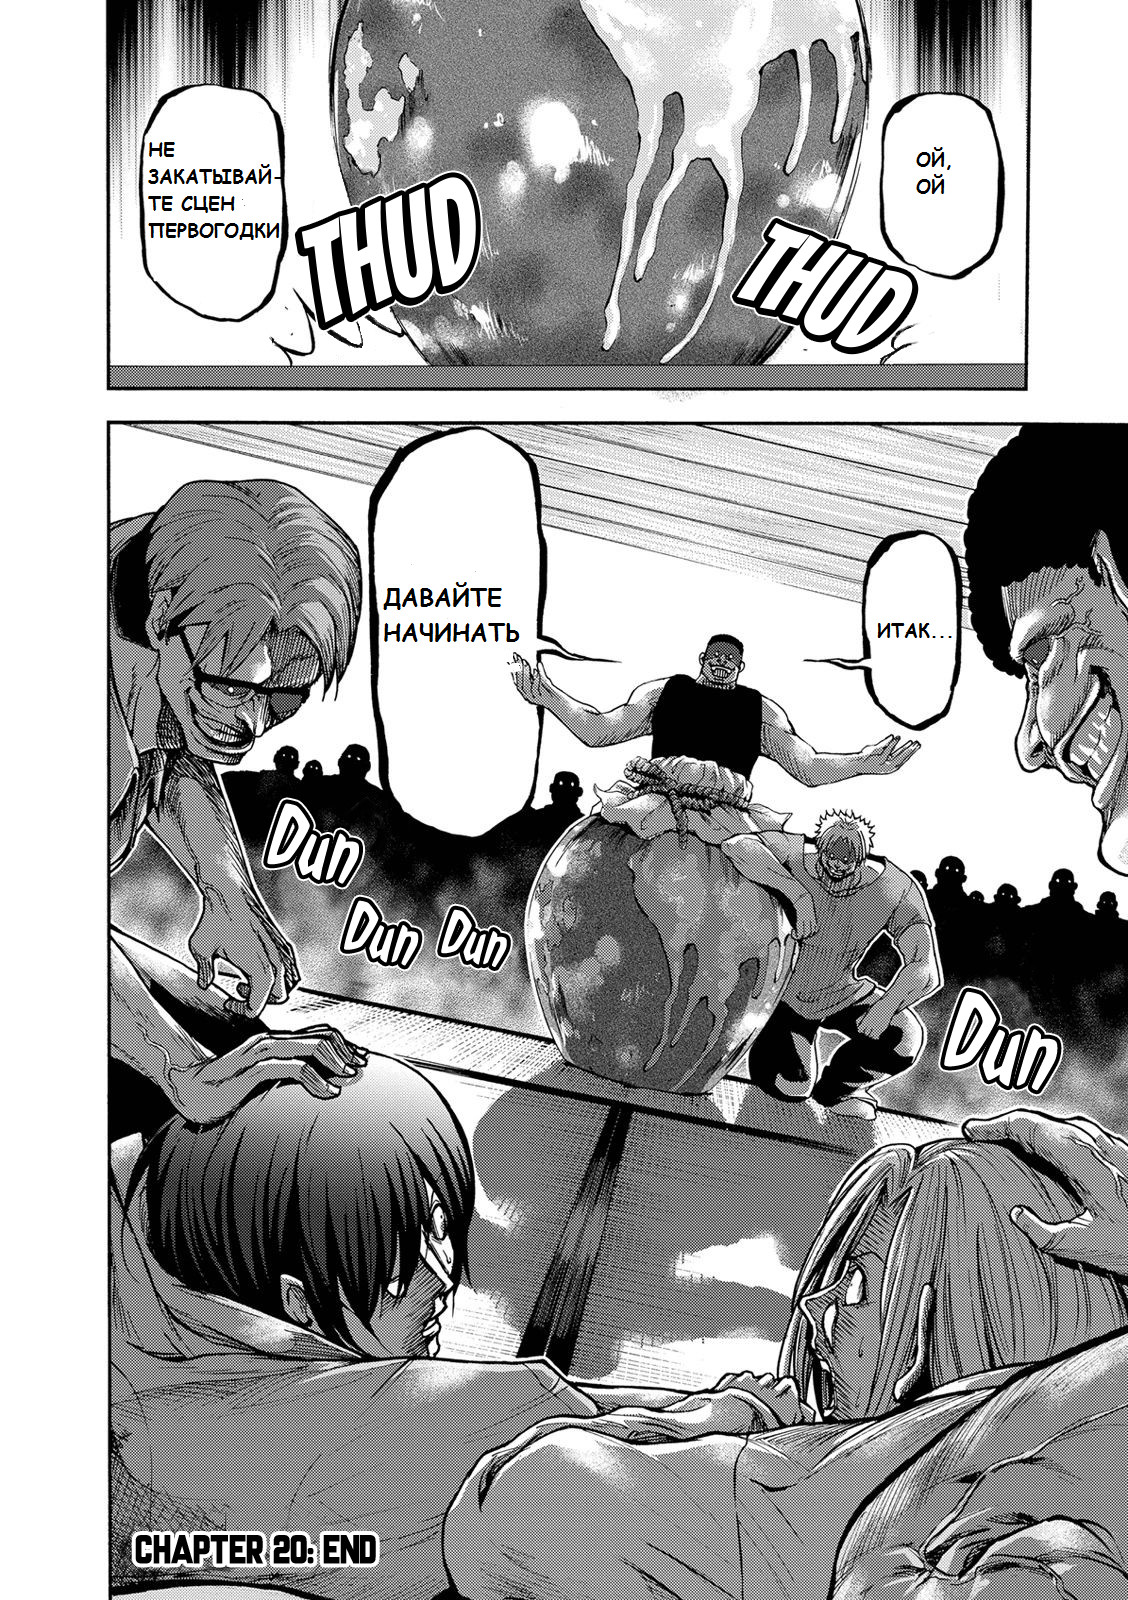 ОЙ,
ОЙ
НЕ
ЗАКАТЫВАЙ-
ТЕ СЦЕН
ПЕРВОГОДКИ
THUD
THUD
ИТАК...
ДАВАЙТЕ
НАЧИНАТЬ
Dun
Dun
Dun
Dun
CHAPTER 20: END